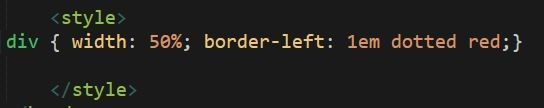 <style>
div { width: 50%; border-left: 1em dotted red;}
</style>